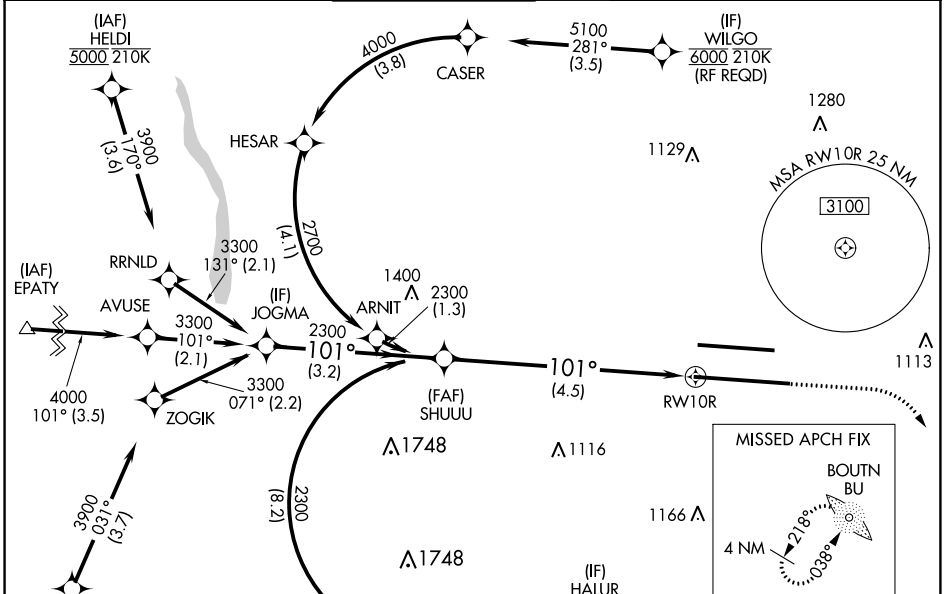 (IAF)
HELDI
5000 210K
4000
(3.8)
CASER
5100
281°
(3.5)
(IF)
WILGO
6000 210K
(RF REQD)
3900
170°
(3.6)
HESAR
1280
1129
MSA RW10R 25 NM
3100
2700
(4.1)
RRNLD
3300
131° (2.1)
(IAF)
EPATY
AVUSE
(IF)
JOGMA
1400
ARNIT
2300
(1.3)
3300
101°
(2.1)
2300
101°
(3.2)
101°
(4.5)
1113
4000
101° (3.5)
ZOGIK
3300
071° (2.2)
(FAF)
SHUUU
RW10R
1748
1116
MISSED APCH FIX
BOUTN
BU
218°
038°
4 NM
3900
031°
(3.7)
2300
(8.2)
1166
1748
(IF)
HALUR